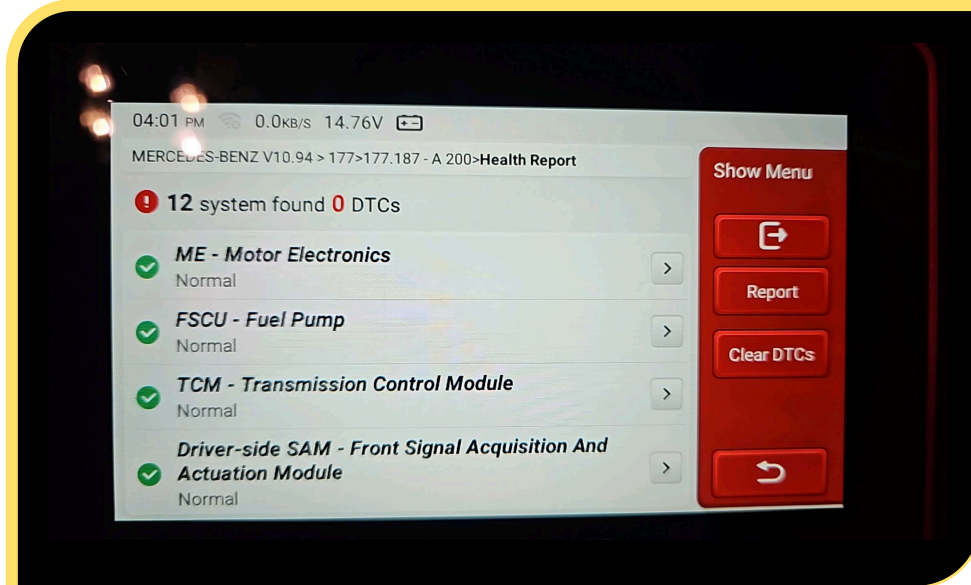 04:01 PM 0.0KB/S 14.76V
MERCEDES-BENZ V10.94 > 177>177.187 - A 200>Health Report
Show Menu
12 system found 0 DTCs
ME - Motor Electronics
Normal
Report
FSCU - Fuel Pump
Normal
Clear DTCs
TCM - Transmission Control Module
Normal
Driver-side SAM - Front Signal Acquisition And
Actuation Module
Normal